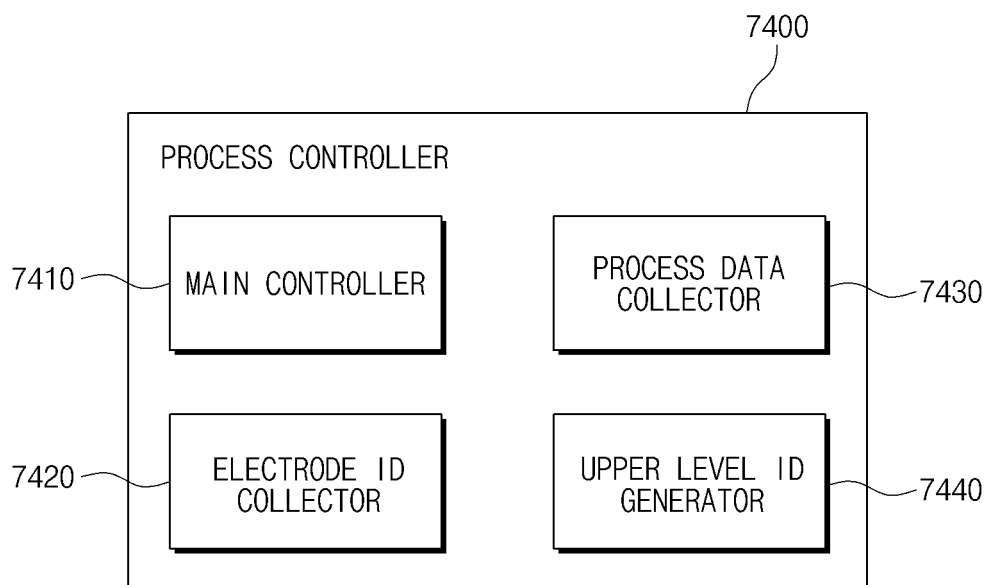 7400
PROCESS CONTROLLER
7410
MAIN CONTROLLER
PROCESS DATA
COLLECTOR
7430
7420
ELECTRODE ID
COLLECTOR
UPPER LEVEL ID
GENERATOR
7440